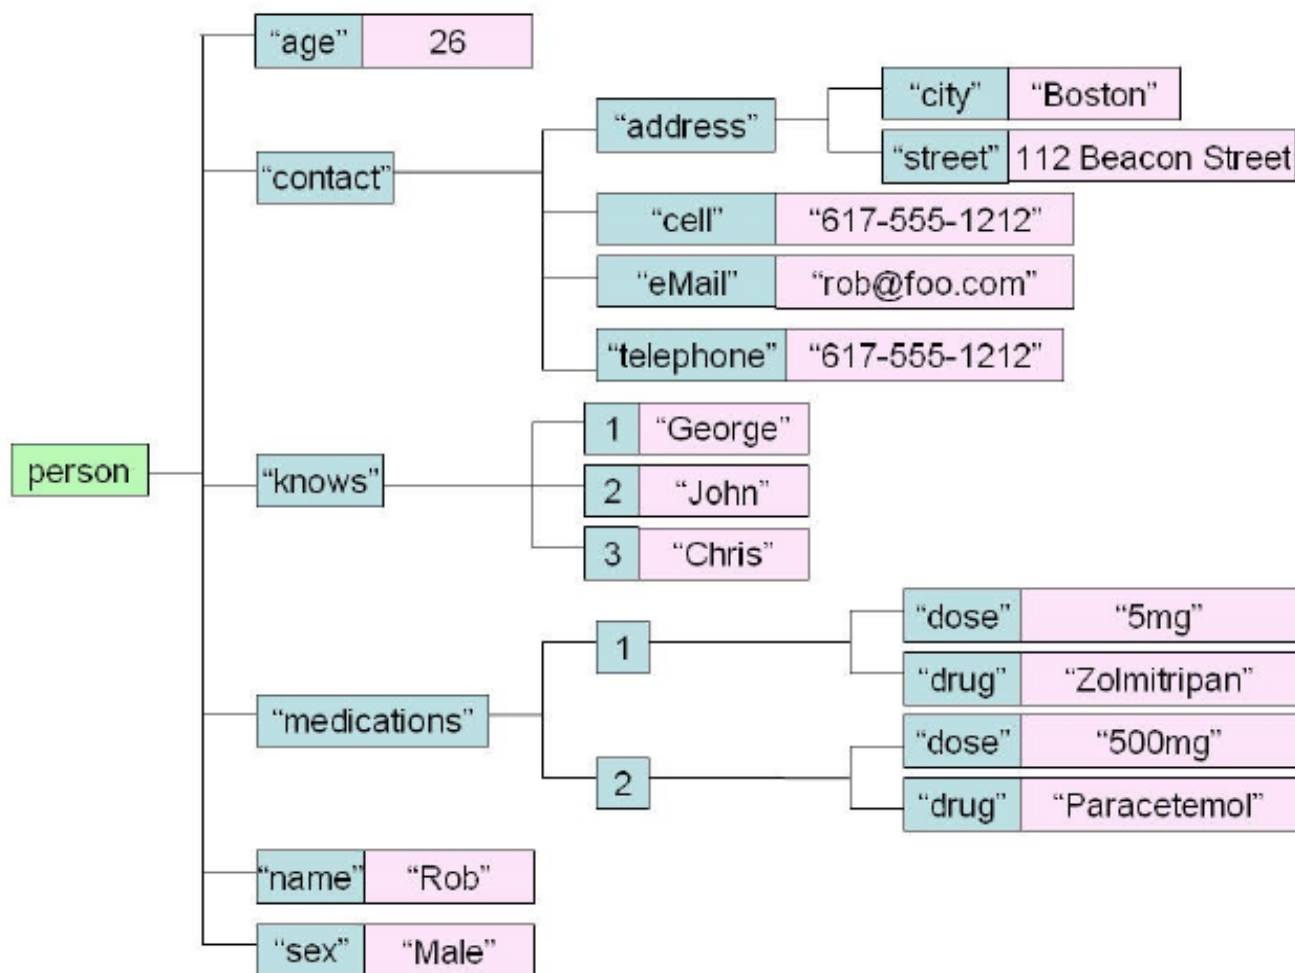 “age” 26
“city” “Boston”
“address”
“street” 112 Beacon Street
“contact”
“cell” “617-555-1212”
“eMail” “rob@foo.com”
“telephone” “617-555-1212”
1 “George”
person
“knows”
2 “John”
3 “Chris”
“dose” “5mg”
1
“drug” “Zolmitripan”
“medications”
“dose” “500mg”
2
“drug” “Paracetemol”
“name” “Rob”
“sex” “Male”